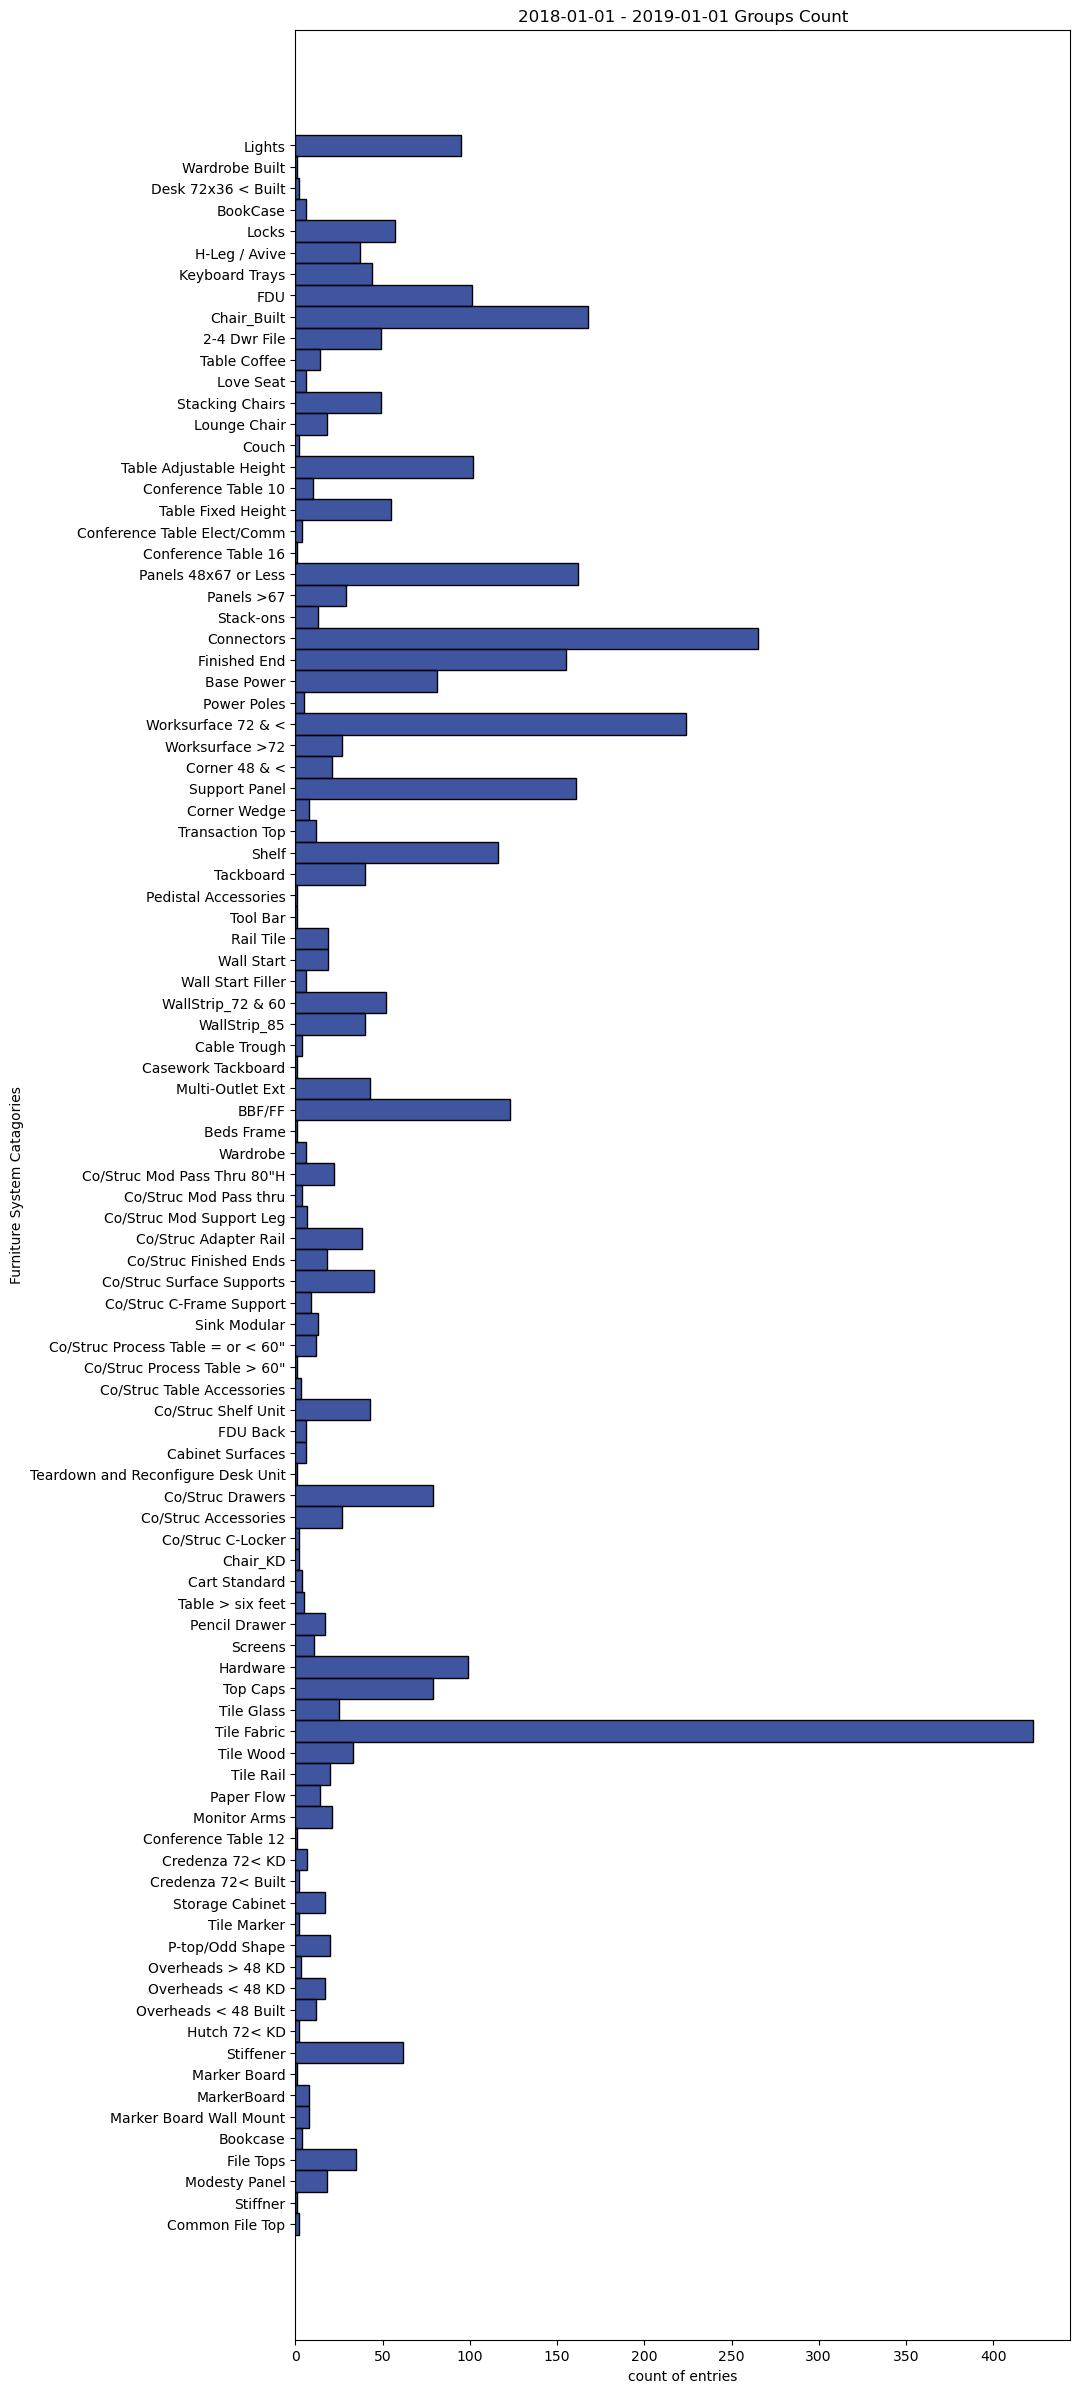 2018-01-01 - 2019-01-01 Groups Count
Lights
Wardrobe Built
Desk 72x36 < Built
BookCase
Locks
H-Leg / Avive
Keyboard Trays
FDU
Chair_Built
2-4 Dwr File
Table Coffee
Love Seat
Stacking Chairs
Lounge Chair
Couch
Table Adjustable Height
Conference Table 10
Table Fixed Height
Conference Table Elect/Comm
Conference Table 16
Panels 48x67 or Less
Panels >67
Stack-ons
Connectors
Finished End
Base Power
Power Poles
Worksurface 72 & <
Worksurface >72
Corner 48 & <
Support Panel
Corner Wedge
Transaction Top
Shelf
Tackboard
Pedistal Accessories
Tool Bar
Rail Tile
Wall Start
Wall Start Filler
WallStrip_72 & 60
WallStrip_85
Cable Trough
Casework Tackboard
Multi-Outlet Ext
BBF/FF
Beds Frame
Wardrobe
Co/Struc Mod Pass Thru 80"H
Co/Struc Mod Pass thru
Co/Struc Mod Support Leg
Co/Struc Adapter Rail
Co/Struc Finished Ends
Co/Struc Surface Supports
Co/Struc C-Frame Support
Sink Modular
Co/Struc Process Table = or < 60"
Co/Struc Process Table > 60"
Co/Struc Table Accessories
Co/Struc Shelf Unit
FDU Back
Cabinet Surfaces
Teardown and Reconfigure Desk Unit
Co/Struc Drawers
Co/Struc Accessories
Co/Struc C-Locker
Chair_KD
Cart Standard
Table > six feet
Pencil Drawer
Screens
Hardware
Top Caps
Tile Glass
Tile Fabric
Tile Wood
Tile Rail
Paper Flow
Monitor Arms
Conference Table 12
Credenza 72< KD
Credenza 72< Built
Storage Cabinet
Tile Marker
P-top/Odd Shape
Overheads > 48 KD
Overheads < 48 KD
Overheads < 48 Built
Hutch 72< KD
Stiffener
Marker Board
MarkerBoard
Marker Board Wall Mount
Bookcase
File Tops
Modesty Panel
Stiffner
Common File Top
Furniture System Catagories
0 50 100 150 200 250 300 350 400
count of entries